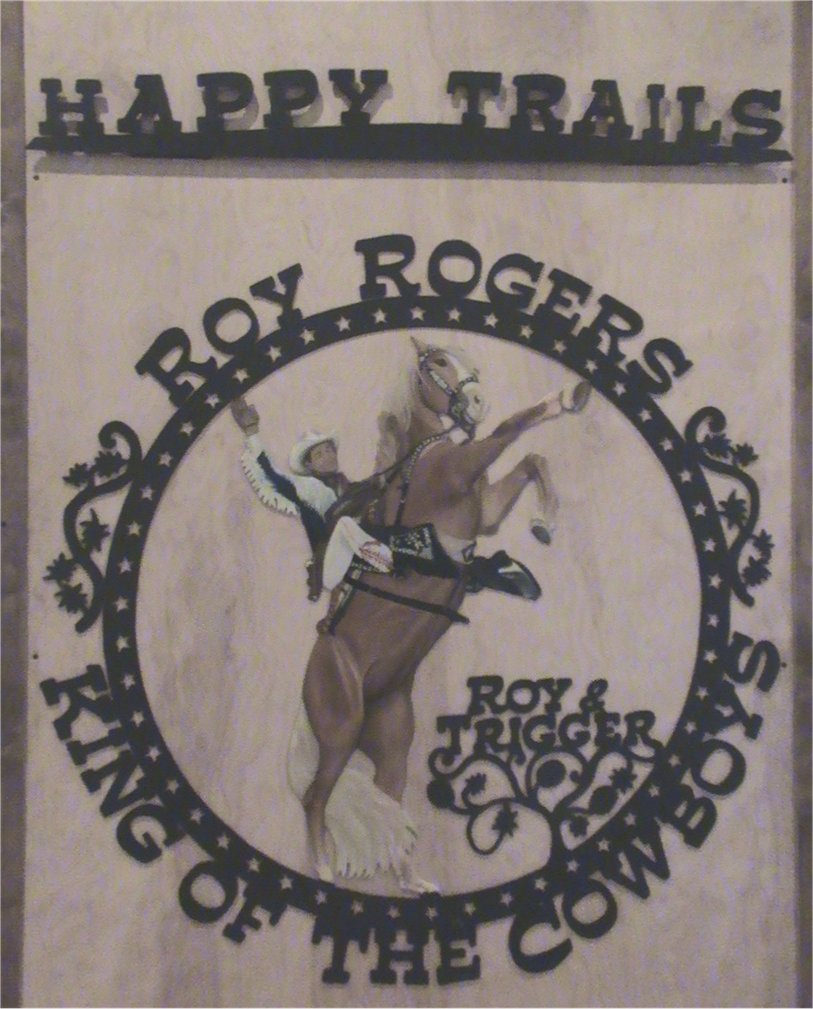 HAPPY TRAILS
ROY ROGERS
ROY &
TRIGGER
KING OF THE COWBOYS